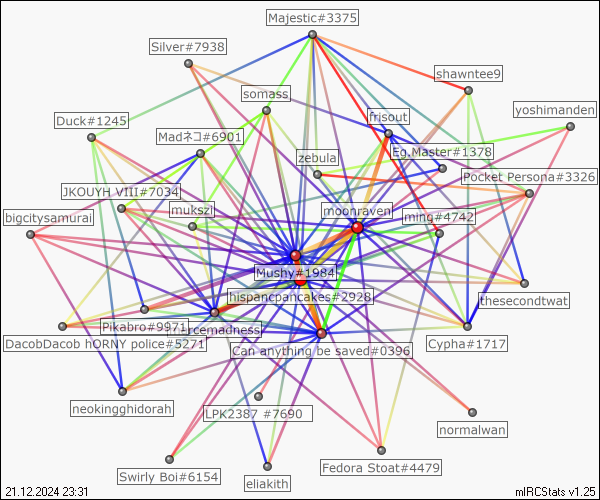 Majestic#3375
Silver#7938
shawntee9
somass
yoshimanden
frisout
Duck#1245
Madネコ#6901
Eg.Master#1378
zebula
Pocket Persona#3326
JKOUYH VIII#7034
moonraven
mukszi
ming#4742
bigcitysamurai
Mushy#1984
hispancpancakes#2928
thesecondtwat
Pikabro#9971
rcemadness
DacobDacob hORNY police#5271
Can anything be saved#0396
Cypha#1717
neokingghidorah
LPK2387 #7690
normalwan
Fedora Stoat#4479
Swirly Boi#6154
eliakith
21.12.2024 23:31
mIRCStats v1.25